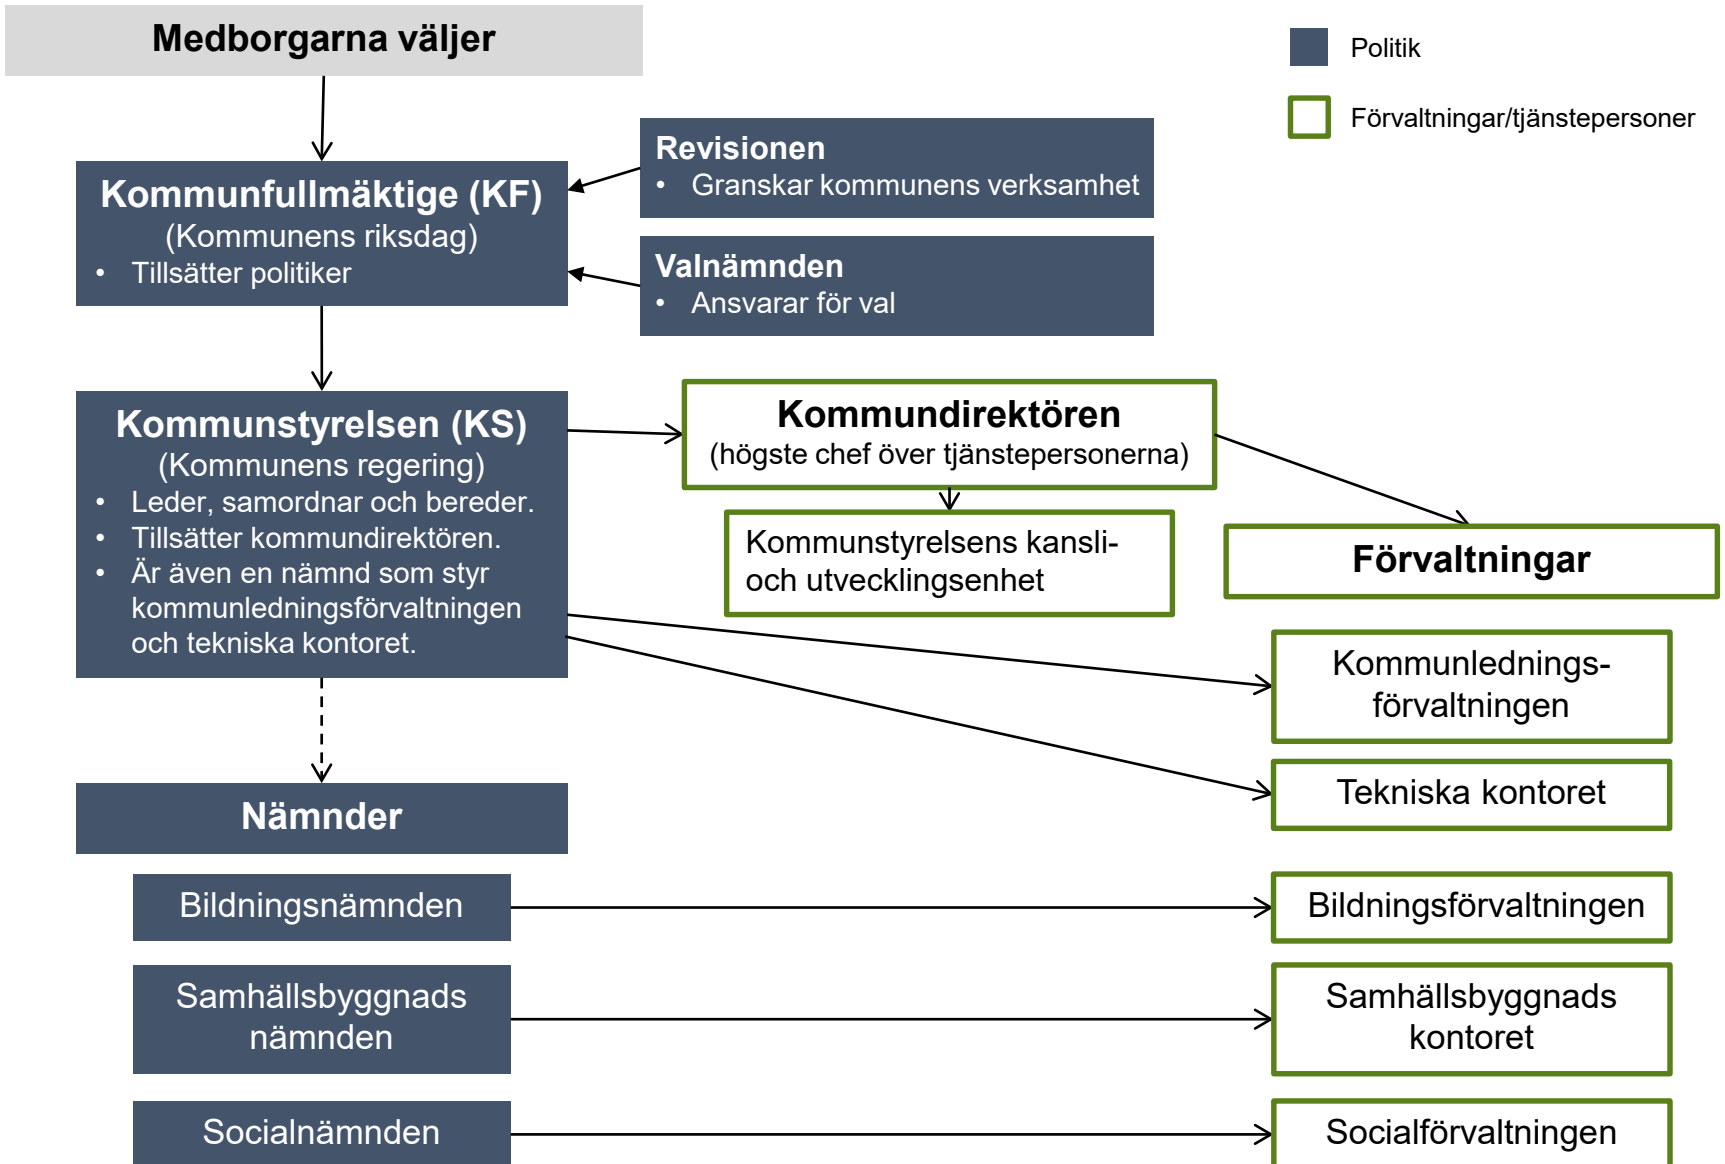 Medborgarna väljer
Politik
Förvaltningar/tjänstepersoner
Revisionen
• Granskar kommunens verksamhet
Kommunfullmäktige (KF)
(Kommunens riksdag)
• Tillsätter politiker
Valnämnden
• Ansvarar för val
Kommunstyrelsen (KS)
(Kommunens regering)
• Leder, samordnar och bereder.
• Tillsätter kommundirektören.
• Är även en nämnd som styr
kommunledningsförvaltningen
och tekniska kontoret.
Kommundirektören
(högste chef över tjänstepersonerna)
Kommunstyrelsens kansli-
och utvecklingsenhet
Förvaltningar
Kommunlednings-
förvaltningen
Tekniska kontoret
Nämnder
Bildningsnämnden
Bildningsförvaltningen
Samhällsbyggnads
nämnden
Samhällsbyggnads
kontoret
Socialnämnden
Socialförvaltningen